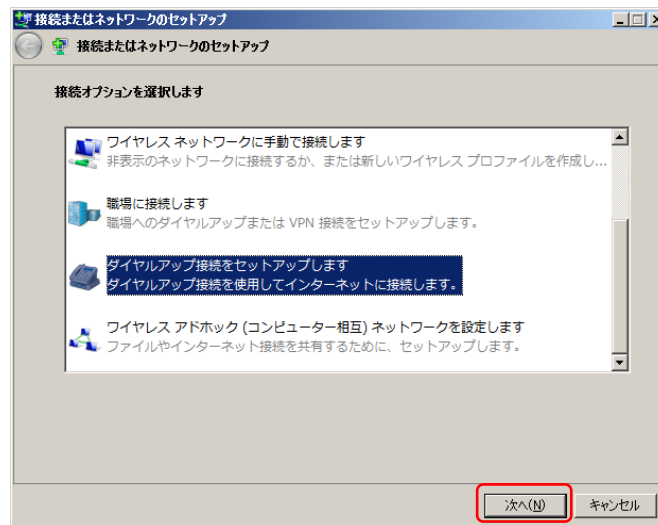 接続またはネットワークのセットアップ
接続またはネットワークのセットアップ
接続オプションを選択します
ワイヤレス ネットワークに手動で接続します
非表示のネットワークに接続するか、または新しいワイヤレス プロファイルを作成し...
職場に接続します
職場へのダイヤルアップまたは VPN 接続をセットアップします。
ダイヤルアップ接続をセットアップします
ダイヤルアップ接続を使用してインターネットに接続します。
ワイヤレス アドホック (コンピューター相互) ネットワークを設定します
ファイルやインターネット接続を共有するために、セットアップします。
次へ(N)
キャンセル